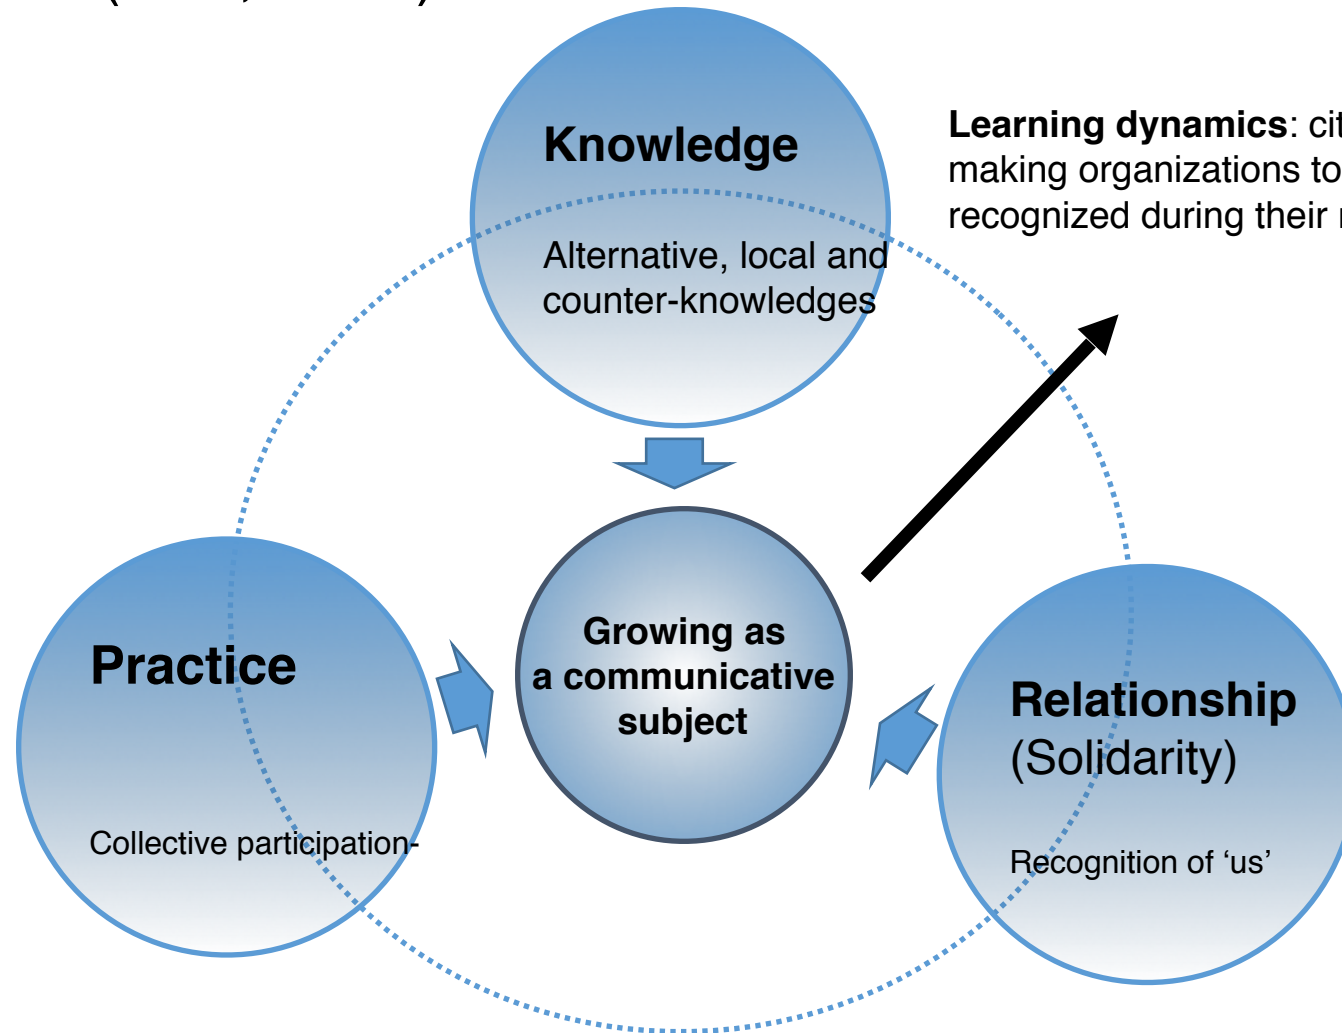 Knowledge
Learning dynamics: cit
making organizations to
recognized during their
Alternative, local and
counter-knowledges
Growing as
a communicative
subject
Practice
Collective participation-
Relationship
(Solidarity)
Recognition of ‘us’